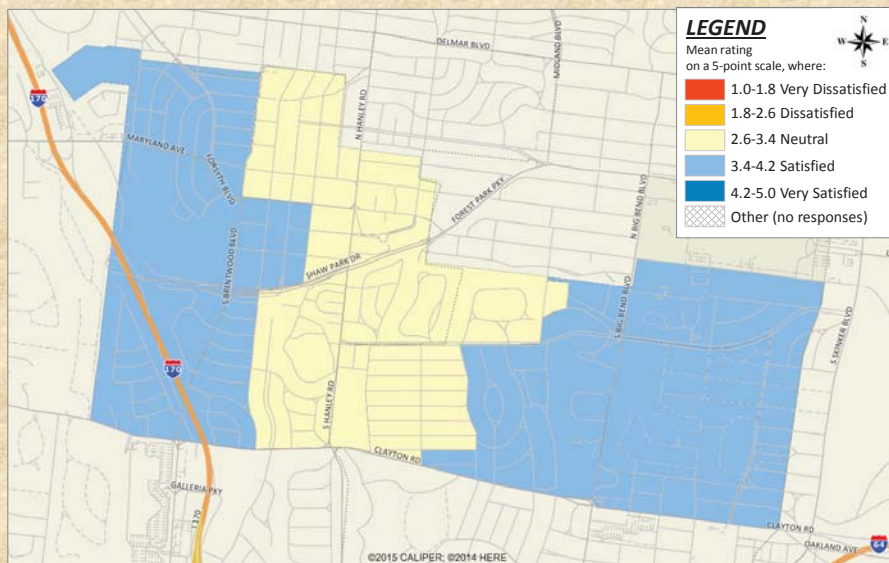 LEGEND
Mean rating
on a 5-point scale, where:
1.0-1.8 Very Dissatisfied
1.8-2.6 Dissatisfied
2.6-3.4 Neutral
3.4-4.2 Satisfied
4.2-5.0 Very Satisfied
Other (no responses)
N
W
E
S
DELMAR BLVD
MIDLAND BLVD
170
N HANLEY RD
MARYLAND AVE
FORSYTH BLVD
FOREST PARK PKY
N BIG BEND BLVD
S BRENTWOOD BLVD
SHAW PARK DR
S BIG BEND BLVD
S SKINKER BLVD
170
S HANLEY RD
CLAYTON RD
GALLERIA PKY
I 170
CLAYTON RD
OAKLAND AVE
64
©2015 CALIPER; ©2014 HERE